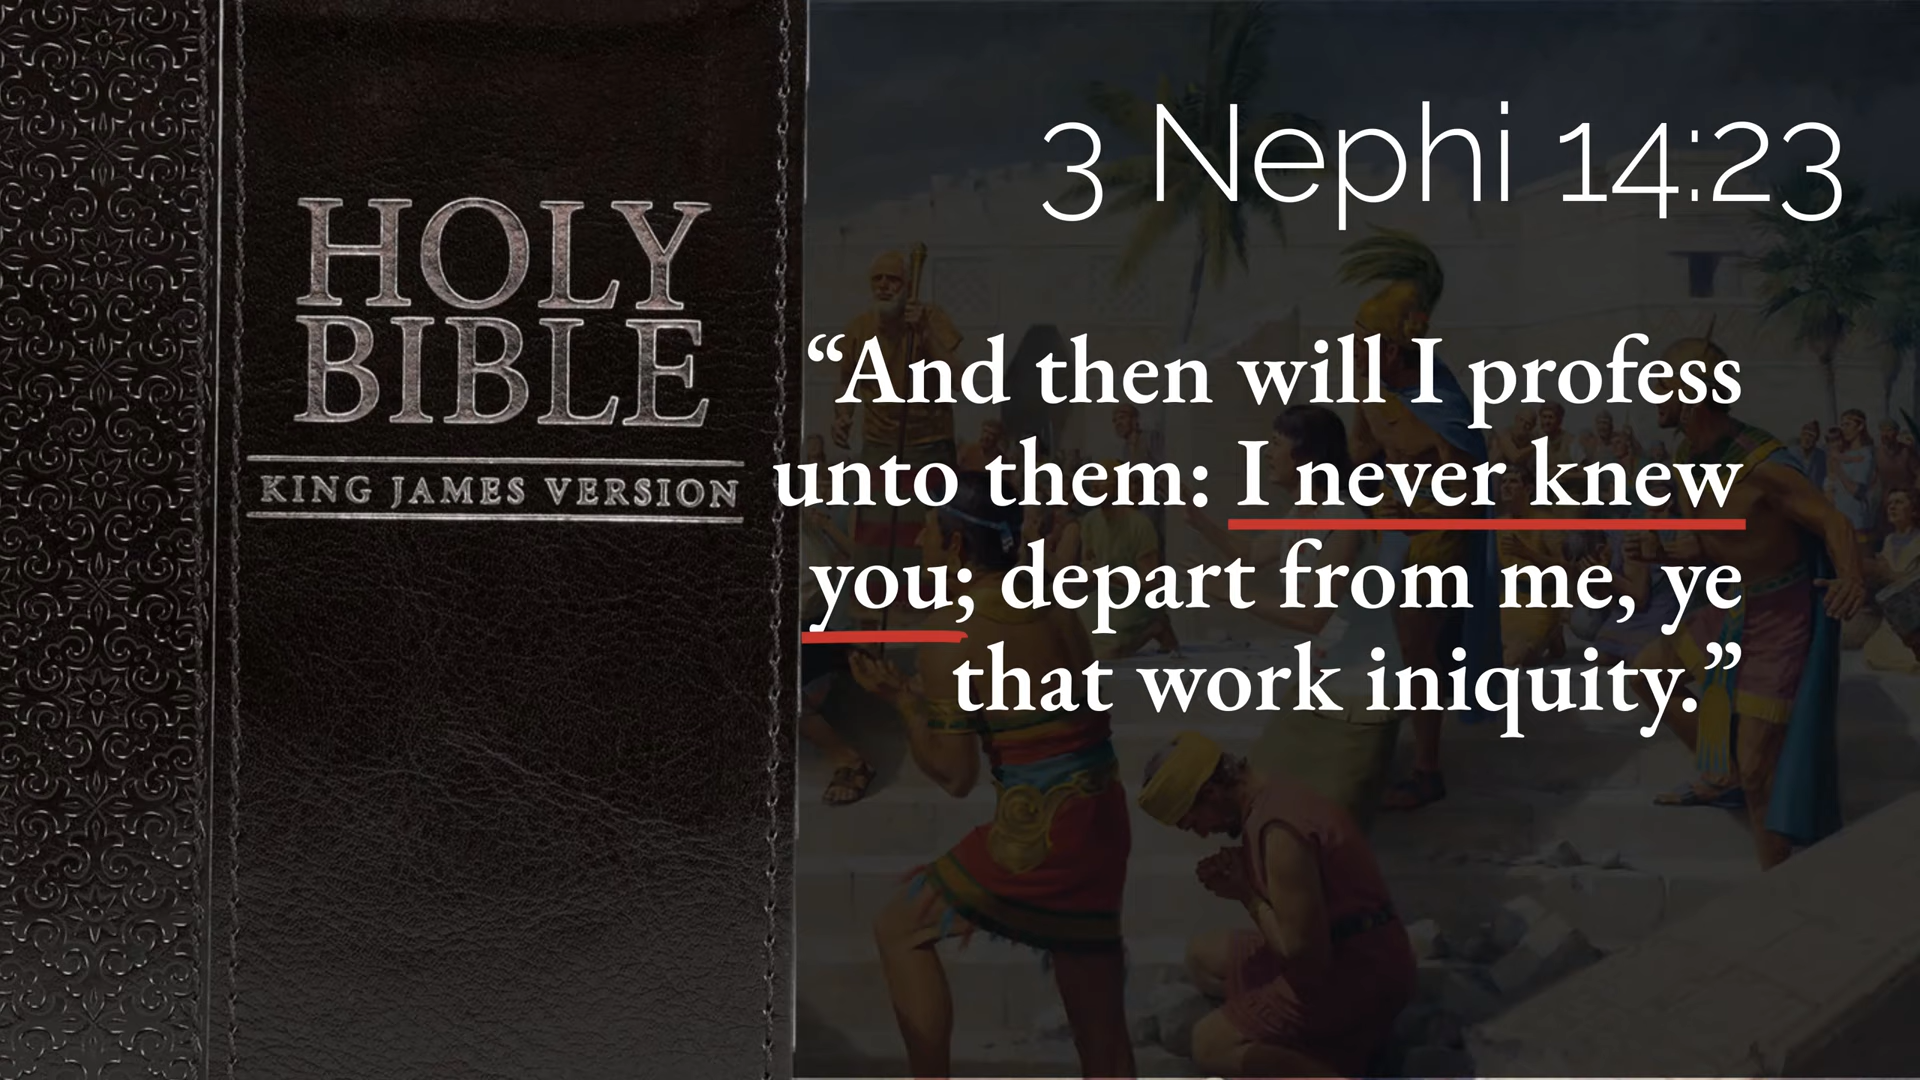 HOLY
BIBLE
KING JAMES VERSION
3 Nephi 14:23
“And then will I profess
unto them: I never knew
you; depart from me, ye
that work iniquity.”